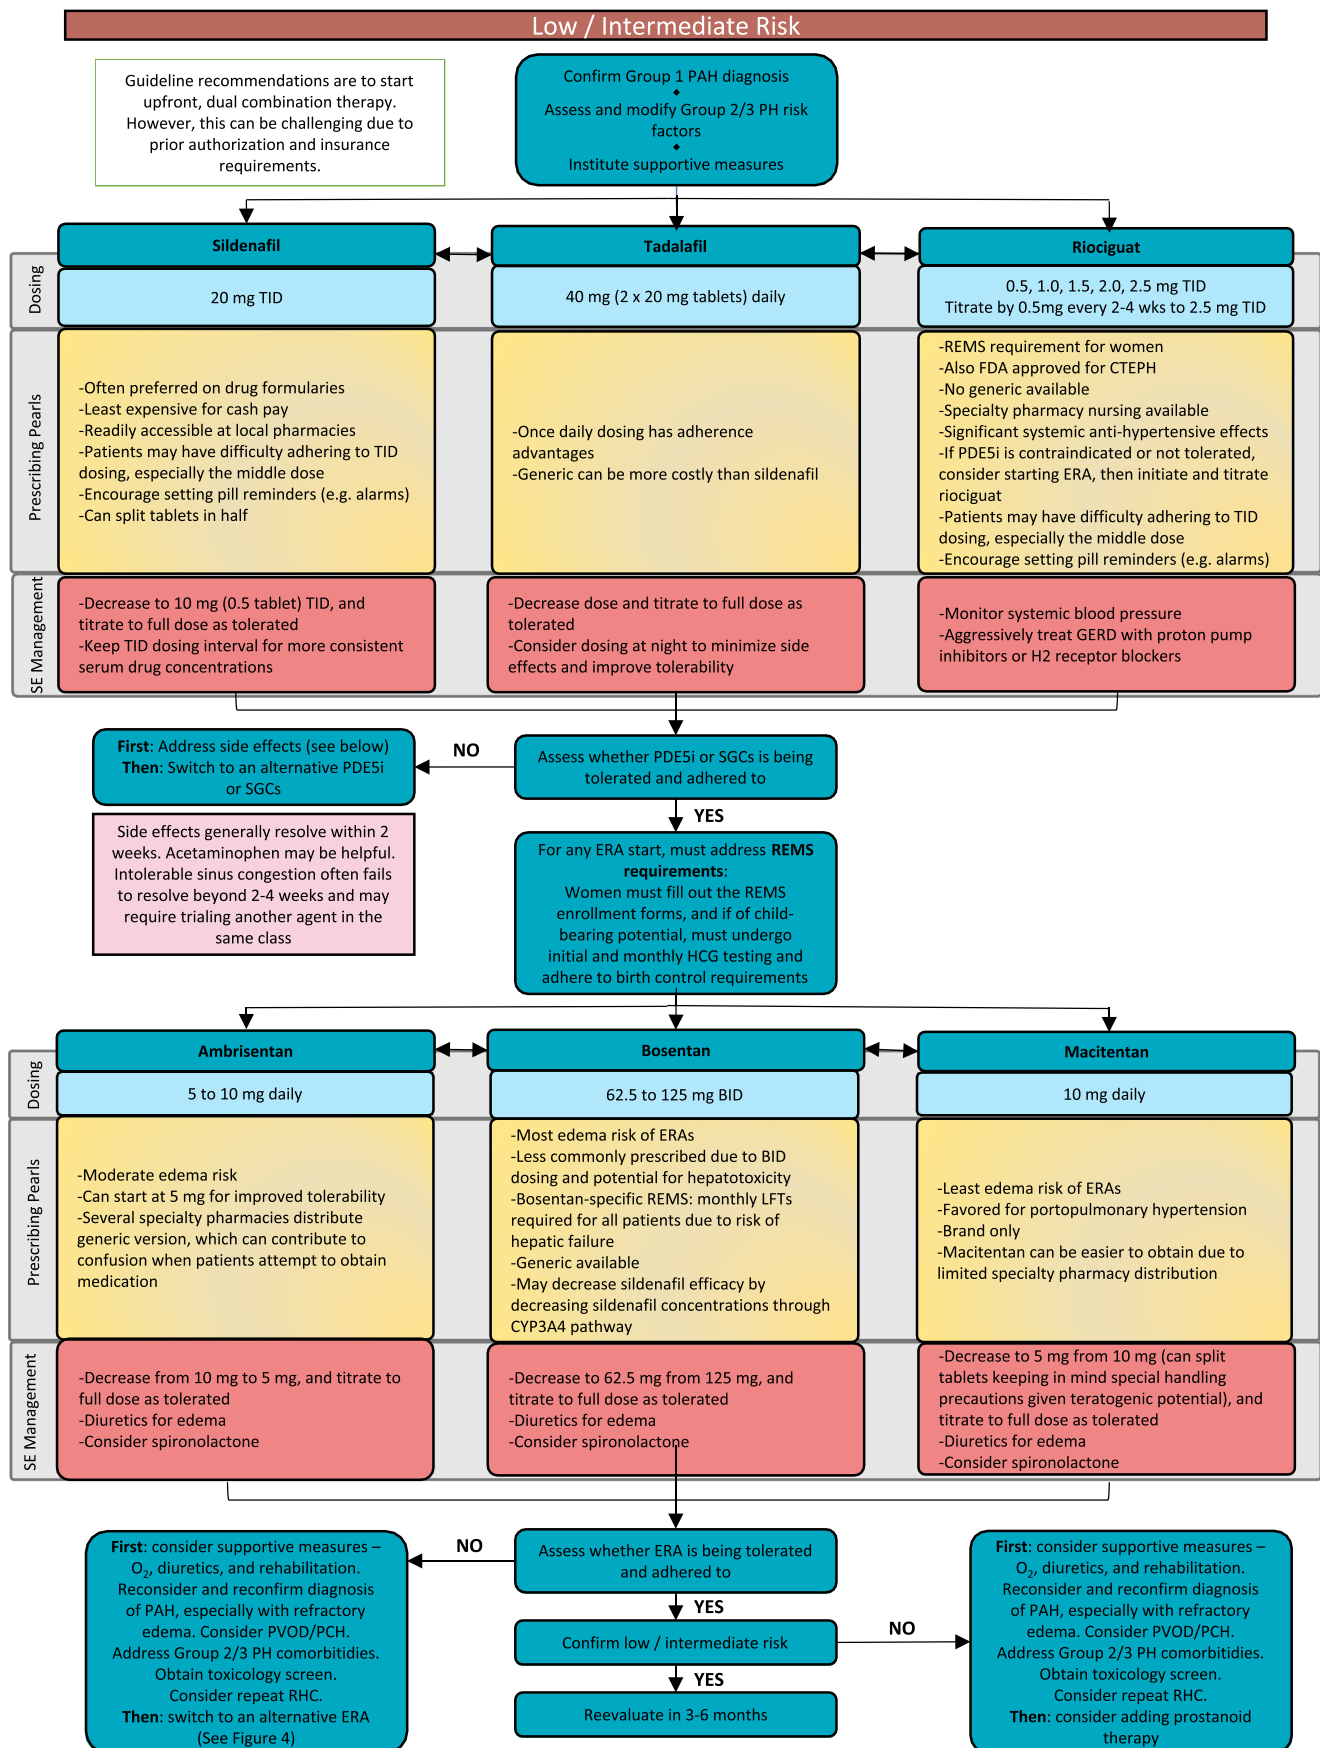 Low / Intermediate Risk
Guideline recommendations are to start
upfront, dual combination therapy.
However, this can be challenging due to
prior authorization and insurance
requirements.
Confirm Group 1 PAH diagnosis
Assess and modify Group 2/3 PH risk
factors
Institute supportive measures
Sildenafil
Tadalafil
Riociguat
Dosing
20 mg TID
40 mg (2 x 20 mg tablets) daily
0.5, 1.0, 1.5, 2.0, 2.5 mg TID
Titrate by 0.5mg every 2-4 wks to 2.5 mg TID
Prescribing Pearls
-Often preferred on drug formularies
-Least expensive for cash pay
-Readily accessible at local pharmacies
-Patients may have difficulty adhering to TID
dosing, especially the middle dose
-Encourage setting pill reminders (e.g. alarms)
-Can split tablets in half
-Once daily dosing has adherence
advantages
-Generic can be more costly than sildenafil
-REMS requirement for women
-Also FDA approved for CTEPH
-No generic available
-Specialty pharmacy nursing available
-Significant systemic anti-hypertensive effects
-If PDE5i is contraindicated or not tolerated,
consider starting ERA, then initiate and titrate
riociguat
-Patients may have difficulty adhering to TID
dosing, especially the middle dose
-Encourage setting pill reminders (e.g. alarms)
SE Management
-Decrease to 10 mg (0.5 tablet) TID, and
titrate to full dose as tolerated
-Keep TID dosing interval for more consistent
serum drug concentrations
-Decrease dose and titrate to full dose as
tolerated
-Consider dosing at night to minimize side
effects and improve tolerability
-Monitor systemic blood pressure
-Aggressively treat GERD with proton pump
inhibitors or H2 receptor blockers
First: Address side effects (see below)
Then: Switch to an alternative PDE5i
or SGCs
NO
Assess whether PDE5i or SGCs is being
tolerated and adhered to
YES
Side effects generally resolve within 2
weeks. Acetaminophen may be helpful.
Intolerable sinus congestion often fails
to resolve beyond 2-4 weeks and may
require trialing another agent in the
same class
For any ERA start, must address REMS
requirements:
Women must fill out the REMS
enrollment forms, and if of child-
bearing potential, must undergo
initial and monthly HCG testing and
adhere to birth control requirements
Ambrisentan
Bosentan
Macitentan
Dosing
5 to 10 mg daily
62.5 to 125 mg BID
10 mg daily
Prescribing Pearls
-Moderate edema risk
-Can start at 5 mg for improved tolerability
-Several specialty pharmacies distribute
generic version, which can contribute to
confusion when patients attempt to obtain
medication
-Most edema risk of ERAs
-Less commonly prescribed due to BID
dosing and potential for hepatotoxicity
-Bosentan-specific REMS: monthly LFTs
required for all patients due to risk of
hepatic failure
-Generic available
-May decrease sildenafil efficacy by
decreasing sildenafil concentrations through
CYP3A4 pathway
-Least edema risk of ERAs
-Favored for portopulmonary hypertension
-Brand only
-Macitentan can be easier to obtain due to
limited specialty pharmacy distribution
SE Management
-Decrease from 10 mg to 5 mg, and titrate to
full dose as tolerated
-Diuretics for edema
-Consider spironolactone
-Decrease to 62.5 mg from 125 mg, and
titrate to full dose as tolerated
-Diuretics for edema
-Consider spironolactone
-Decrease to 5 mg from 10 mg (can split
tablets keeping in mind special handling
precautions given teratogenic potential), and
titrate to full dose as tolerated
-Diuretics for edema
-Consider spironolactone
First: consider supportive measures –
O₂, diuretics, and rehabilitation.
Reconsider and reconfirm diagnosis
of PAH, especially with refractory
edema. Consider PVOD/PCH.
Address Group 2/3 PH comorbitidies.
Obtain toxicology screen.
Consider repeat RHC.
Then: switch to an alternative ERA
(See Figure 4)
NO
Assess whether ERA is being tolerated
and adhered to
YES
Confirm low / intermediate risk
NO
YES
Reevaluate in 3-6 months
First: consider supportive measures –
O₂, diuretics, and rehabilitation.
Reconsider and reconfirm diagnosis
of PAH, especially with refractory
edema. Consider PVOD/PCH.
Address Group 2/3 PH comorbitidies.
Obtain toxicology screen.
Consider repeat RHC.
Then: consider adding prostanoid
therapy